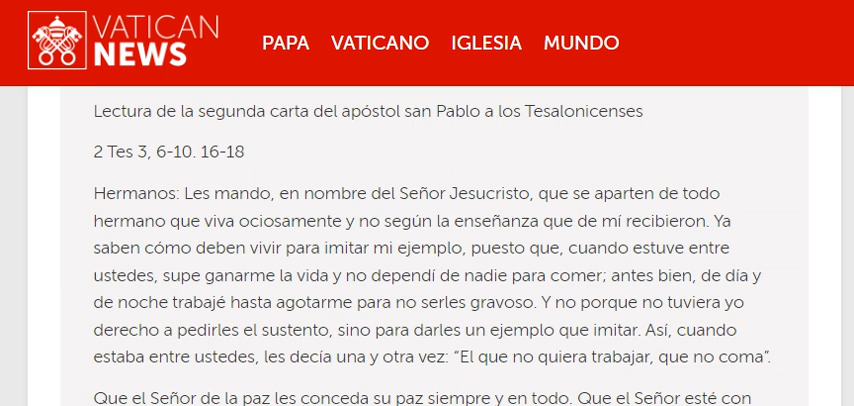 VATICAN
NEWS
PAPA VATICANO IGLESIA MUNDO
Lectura de la segunda carta del apóstol san Pablo a los Tesalonicenses
2 Tes 3, 6-10. 16-18
Hermanos: Les mando, en nombre del Señor Jesucristo, que se aparten de todo
hermano que viva ociosamente y no según la enseñanza que de mí recibieron. Ya
saben cómo deben vivir para imitar mi ejemplo, puesto que, cuando estuve entre
ustedes, supe ganarme la vida y no dependí de nadie para comer; antes bien, de día y
de noche trabajé hasta agotarme para no serles gravoso. Y no porque no tuviera yo
derecho a pedirles el sustento, sino para darles un ejemplo que imitar. Así, cuando
estaba entre ustedes, les decía una y otra vez: “El que no quiera trabajar, que no coma”.
Que el Señor de la paz les conceda su paz siempre y en todo. Que el Señor esté con